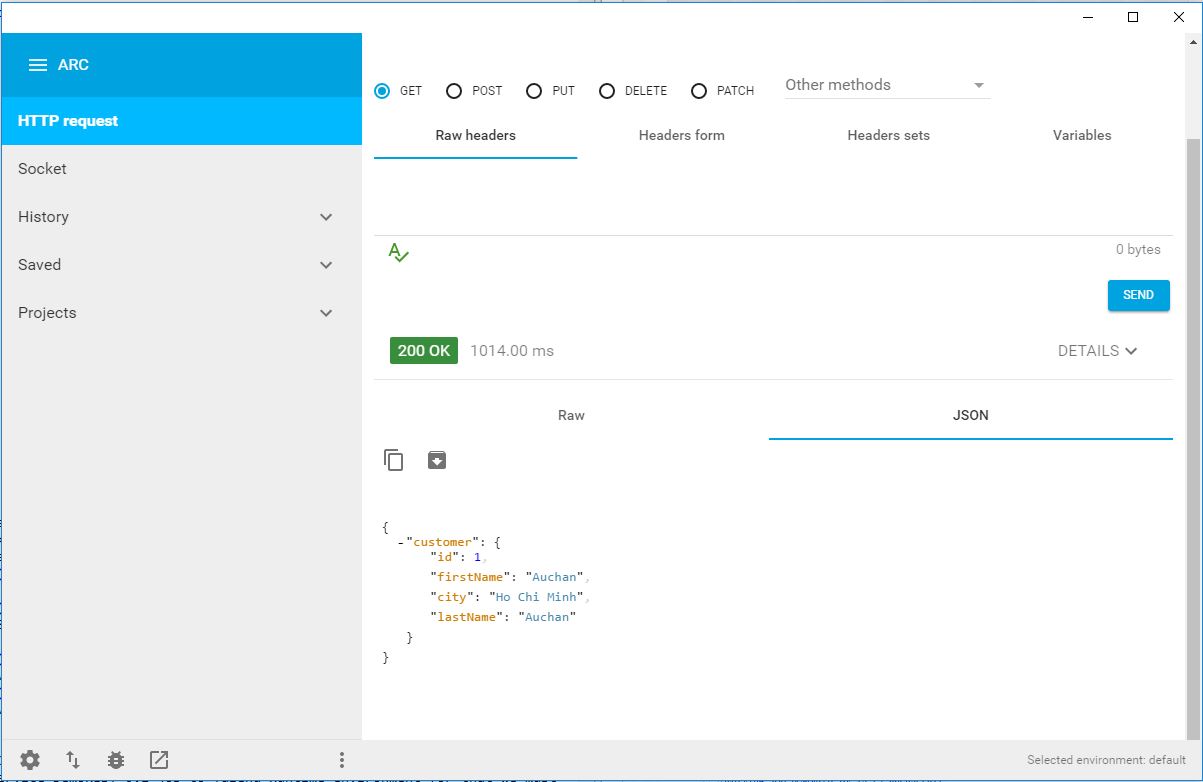 ARC
HTTP request
Socket
History
Saved
Projects
GET POST PUT DELETE PATCH Other methods
Raw headers Headers form Headers sets Variables
0 bytes
SEND
200 OK 1014.00 ms DETAILS
Raw JSON
{
-"customer": {
"id": 1,
"firstName": "Auchan",
"city": "Ho Chi Minh",
"lastName": "Auchan"
}
}
Selected environment: default